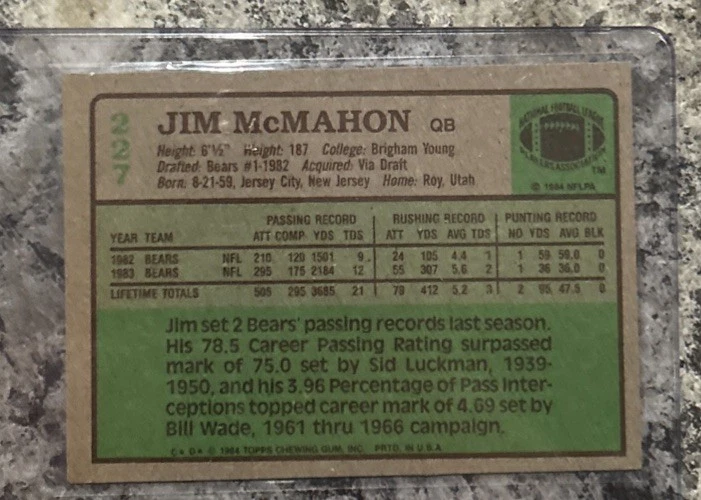 227
JIM McMAHON QB
Height: 6'½" Weight: 187 College: Brigham Young
Drafted: Bears #1-1982 Acquired: Via Draft
Born: 8-21-59, Jersey City, New Jersey Home: Roy, Utah
NATIONAL FOOTBALL LEAGUE
PLAYERS ASSOCIATION
TM
© 1984 NFLPA
PASSING RECORD RUSHING RECORD PUNTING RECORD
YEAR TEAM ATT COMP YDS TDS ATT YDS AVG TDS NO YDS AVG BLK
1982 BEARS NFL 210 120 1501 9 24 105 4.4 1 1 59 59.0 0
1983 BEARS NFL 295 175 2184 12 55 307 5.6 2 1 36 36.0 0
LIFETIME TOTALS 505 295 3685 21 79 412 5.2 3 2 95 47.5 0
Jim set 2 Bears' passing records last season.
His 78.5 Career Passing Rating surpassed
mark of 75.0 set by Sid Luckman, 1939-
1950, and his 3.96 Percentage of Pass Inter-
ceptions topped career mark of 4.69 set by
Bill Wade, 1961 thru 1966 campaign.
C★ D★ © 1984 TOPPS CHEWING GUM, INC. PRTD. IN U.S.A.